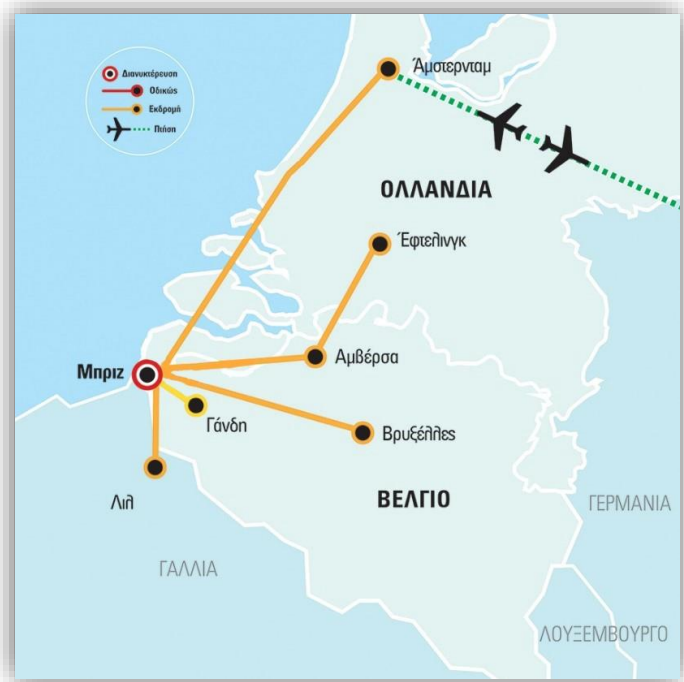 Διανυκτέρευση
Οδικώς
Εκδρομή
Πτήση
Άμστερνταμ
ΟΛΛΑΝΔΙΑ
Έφτελινγκ
Αμβέρσα
Μπριζ
Γάνδη
Βρυξέλλες
Λιλ
ΒΕΛΓΙΟ
ΓΕΡΜΑΝΙΑ
ΓΑΛΛΙΑ
ΛΟΥΞΕΜΒΟΥΡΓΟ